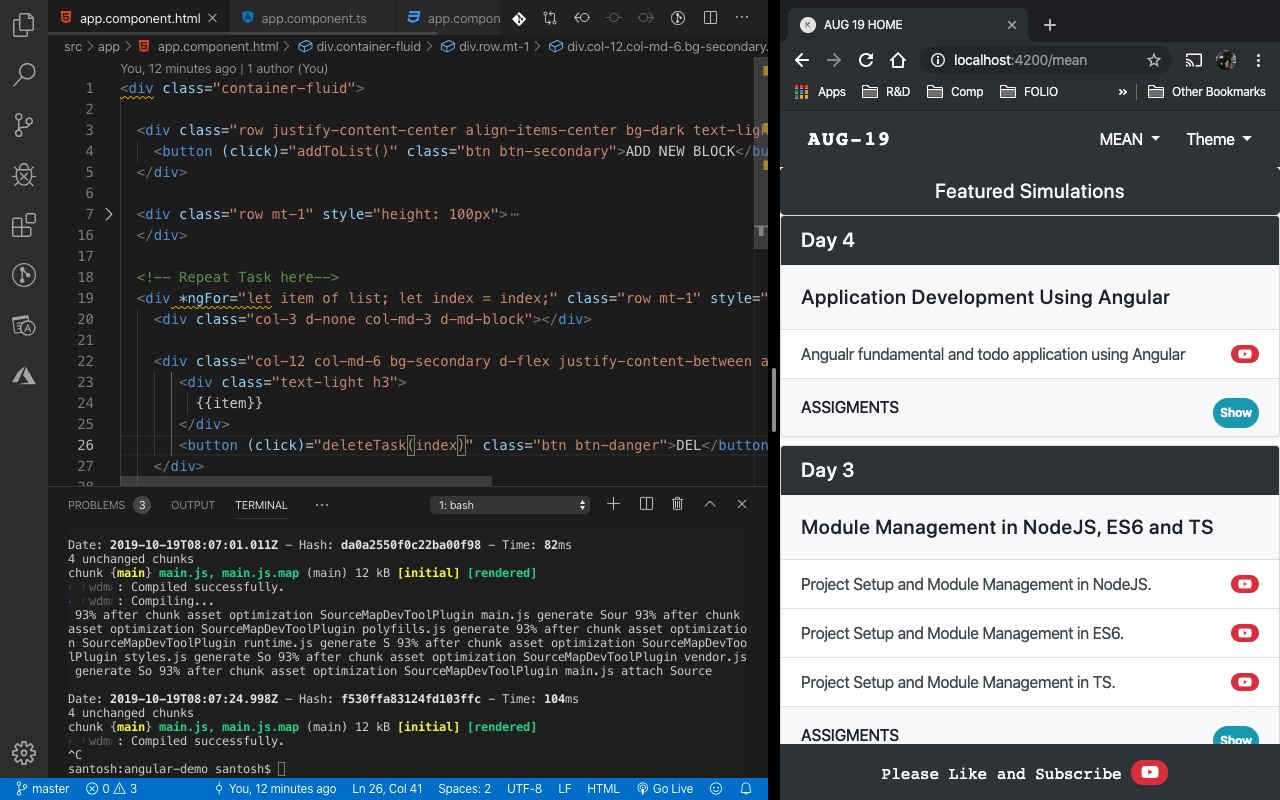 app.component.html
app.component.ts
app.compon
src > app > app.component.html > div.container-fluid > div.row.mt-1 > div.col-12.col-md-6.bg-secondary.
You, 12 minutes ago | 1 author (You)
1 <div class="container-fluid">
2
3 <div class="row justify-content-center align-items-center bg-dark text-ligh
4 <button (click)="addToList()" class="btn btn-secondary">ADD NEW BLOCK</bu
5 </div>
6
7 <div class="row mt-1" style="height: 100px">…
16 </div>
17
18 <!-- Repeat Task here-->
19 <div *ngFor="let item of list; let index = index;" class="row mt-1" style="
20 <div class="col-3 d-none col-md-3 d-md-block"></div>
21
22 <div class="col-12 col-md-6 bg-secondary d-flex justify-content-between a
23 <div class="text-light h3">
24 {{item}}
25 </div>
26 <button (click)="deleteTask(index)" class="btn btn-danger">DEL</button
27 </div>
28
PROBLEMS 3 OUTPUT TERMINAL ··· 1: bash
Date: 2019-10-19T08:07:01.011Z - Hash: da0a2550f0c22ba00f98 - Time: 82ms
4 unchanged chunks
chunk {main} main.js, main.js.map (main) 12 kB [initial] [rendered]
wdm : Compiled successfully.
wdm : Compiling...
93% after chunk asset optimization SourceMapDevToolPlugin main.js generate Sour 93% after chunk
asset optimization SourceMapDevToolPlugin polyfills.js generate 93% after chunk asset optimizatio
n SourceMapDevToolPlugin runtime.js generate S 93% after chunk asset optimization SourceMapDevToo
lPlugin styles.js generate So 93% after chunk asset optimization SourceMapDevToolPlugin vendor.js
generate So 93% after chunk asset optimization SourceMapDevToolPlugin main.js attach Source
Date: 2019-10-19T08:07:24.998Z - Hash: f530ffa83124fd103ffc - Time: 104ms
4 unchanged chunks
chunk {main} main.js, main.js.map (main) 12 kB [initial] [rendered]
wdm : Compiled successfully.
^C
santosh:angular-demo santosh$
master 0 3 You, 12 minutes ago Ln 26, Col 41 Spaces: 2 UTF-8 LF HTML Go Live
K AUG 19 HOME
localhost:4200/mean
Apps R&D Comp FOLIO » Other Bookmarks
AUG-19 MEAN Theme
Featured Simulations
Day 4
Application Development Using Angular
Angualr fundamental and todo application using Angular
ASSIGMENTS Show
Day 3
Module Management in NodeJS, ES6 and TS
Project Setup and Module Management in NodeJS.
Project Setup and Module Management in ES6.
Project Setup and Module Management in TS.
ASSIGMENTS Show
Please Like and Subscribe